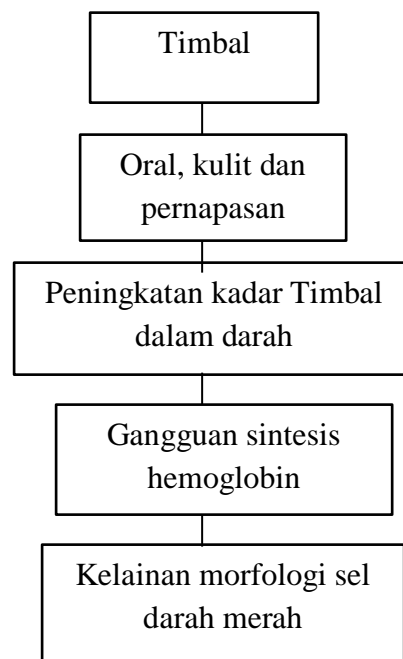 Timbal
Oral, kulit dan
pernapasan
Peningkatan kadar Timbal
dalam darah
Gangguan sintesis
hemoglobin
Kelainan morfologi sel
darah merah